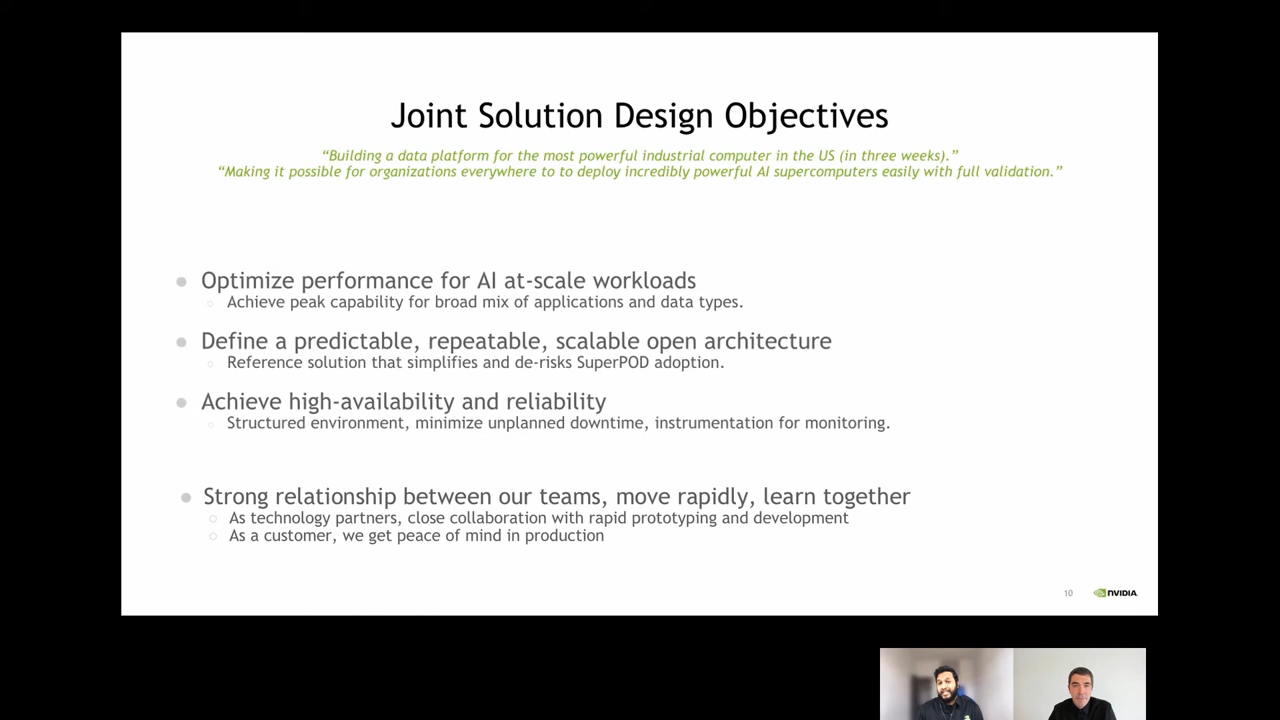 Joint Solution Design Objectives
“Building a data platform for the most powerful industrial computer in the US (in three weeks).”
“Making it possible for organizations everywhere to to deploy incredibly powerful AI supercomputers easily with full validation.”
Optimize performance for AI at-scale workloads
Achieve peak capability for broad mix of applications and data types.
Define a predictable, repeatable, scalable open architecture
Reference solution that simplifies and de-risks SuperPOD adoption.
Achieve high-availability and reliability
Structured environment, minimize unplanned downtime, instrumentation for monitoring.
Strong relationship between our teams, move rapidly, learn together
As technology partners, close collaboration with rapid prototyping and development
As a customer, we get peace of mind in production
10
NVIDIA.